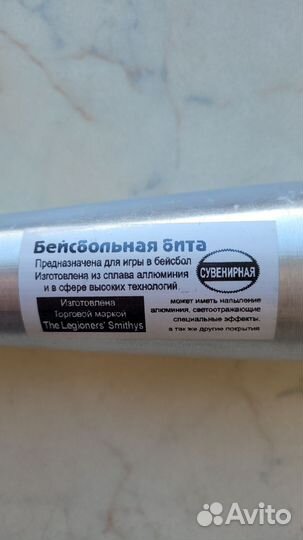 Бейсбольная бита
Предназначена для игры в бейсбол
Изготовлена из сплава аллюминия
и в сфере высоких технологий
СУВЕНИРНАЯ
Изготовлена
Торговой маркой
The Legioners' Smithys
может иметь напыление
алюминия, светоотражающие
специальные эффекты.
а так же другие покрытия
Avito